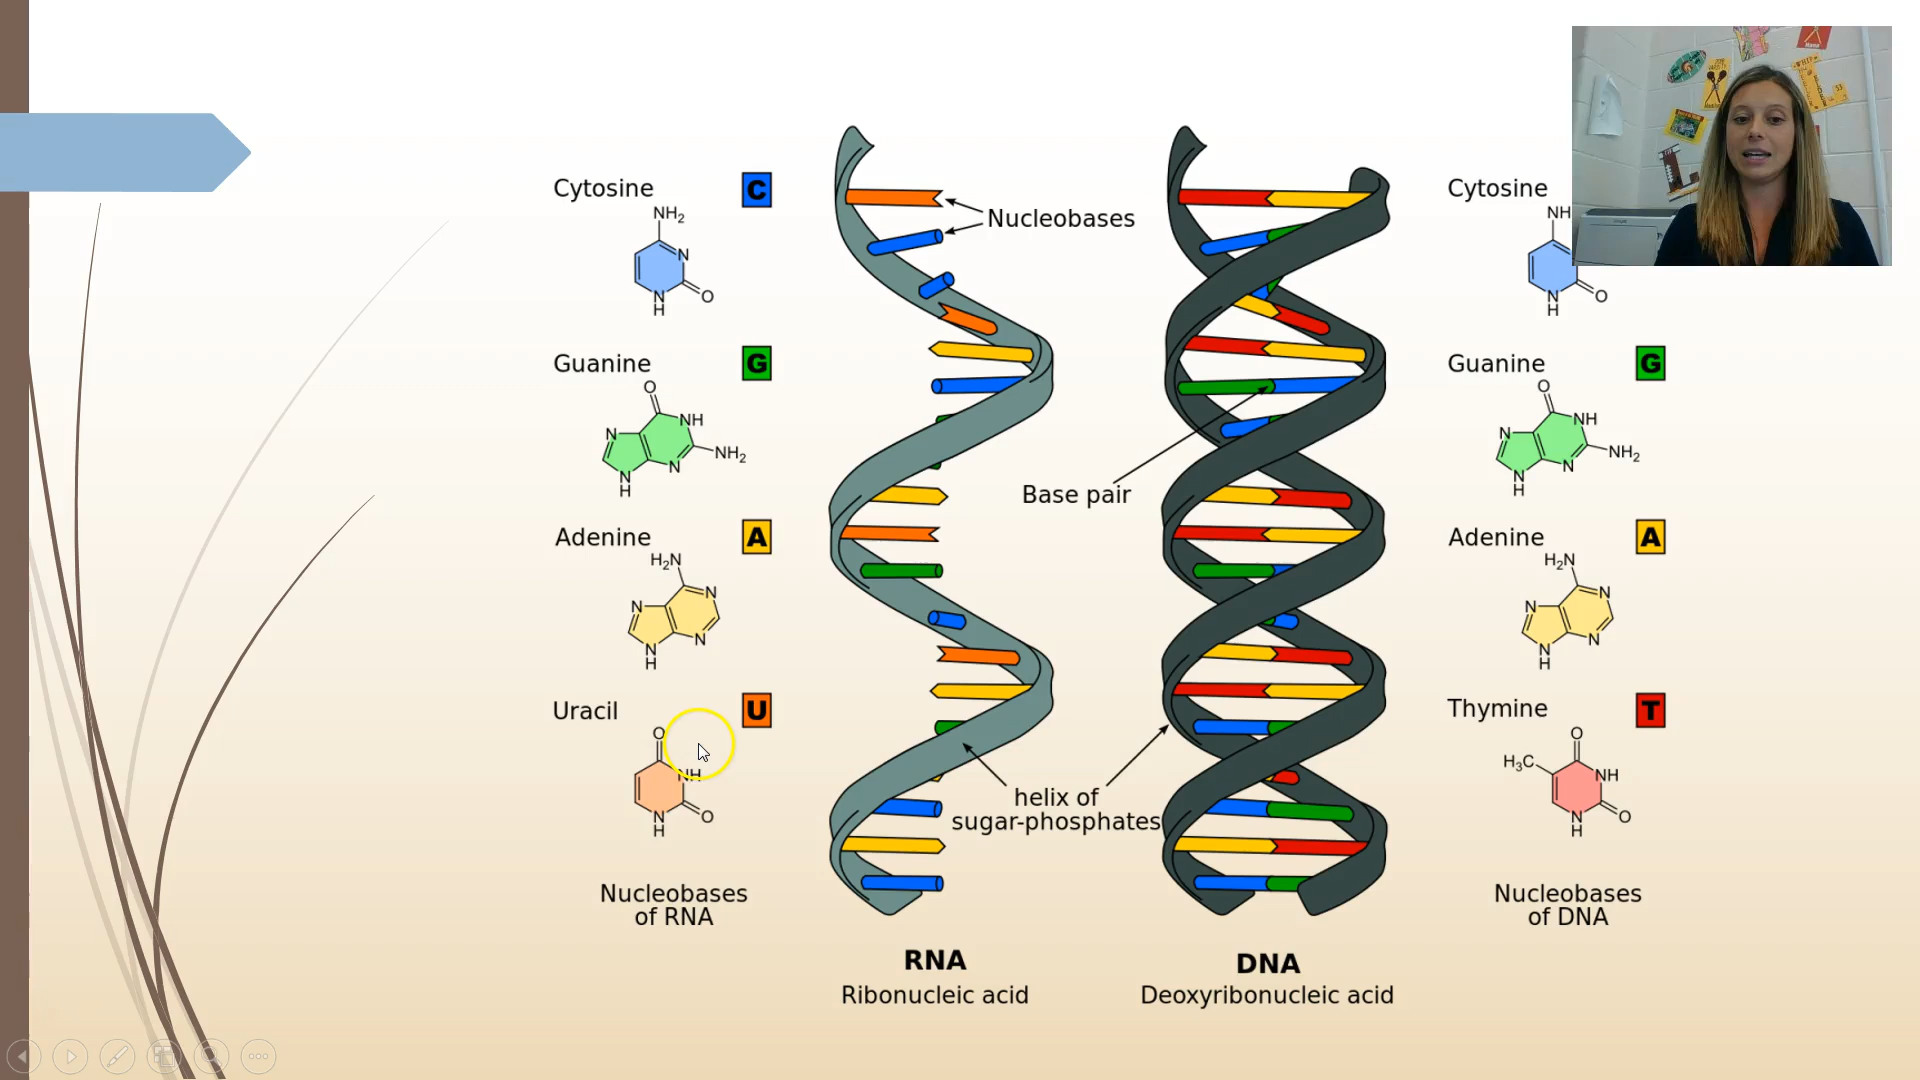 Cytosine
C
NH2
N
N
H
O
Guanine
G
O
N
NH
N
H
N
NH2
Adenine
A
H2N
N
N
N
H
N
Uracil
U
O
NH
N
H
O
Nucleobases
of RNA
Nucleobases
Base pair
helix of
sugar-phosphates
RNA
Ribonucleic acid
DNA
Deoxyribonucleic acid
Cytosine
NH
N
H
O
Guanine
G
O
N
NH
N
H
N
NH2
Adenine
A
H2N
N
N
N
H
N
Thymine
T
O
H3C
NH
N
H
O
Nucleobases
of DNA